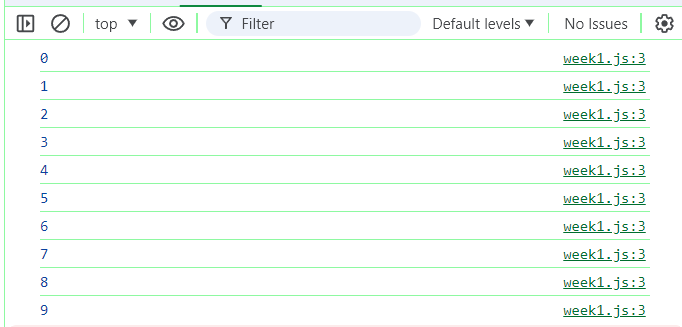 top Filter Default levels No Issues
0 week1.js:3
1 week1.js:3
2 week1.js:3
3 week1.js:3
4 week1.js:3
5 week1.js:3
6 week1.js:3
7 week1.js:3
8 week1.js:3
9 week1.js:3